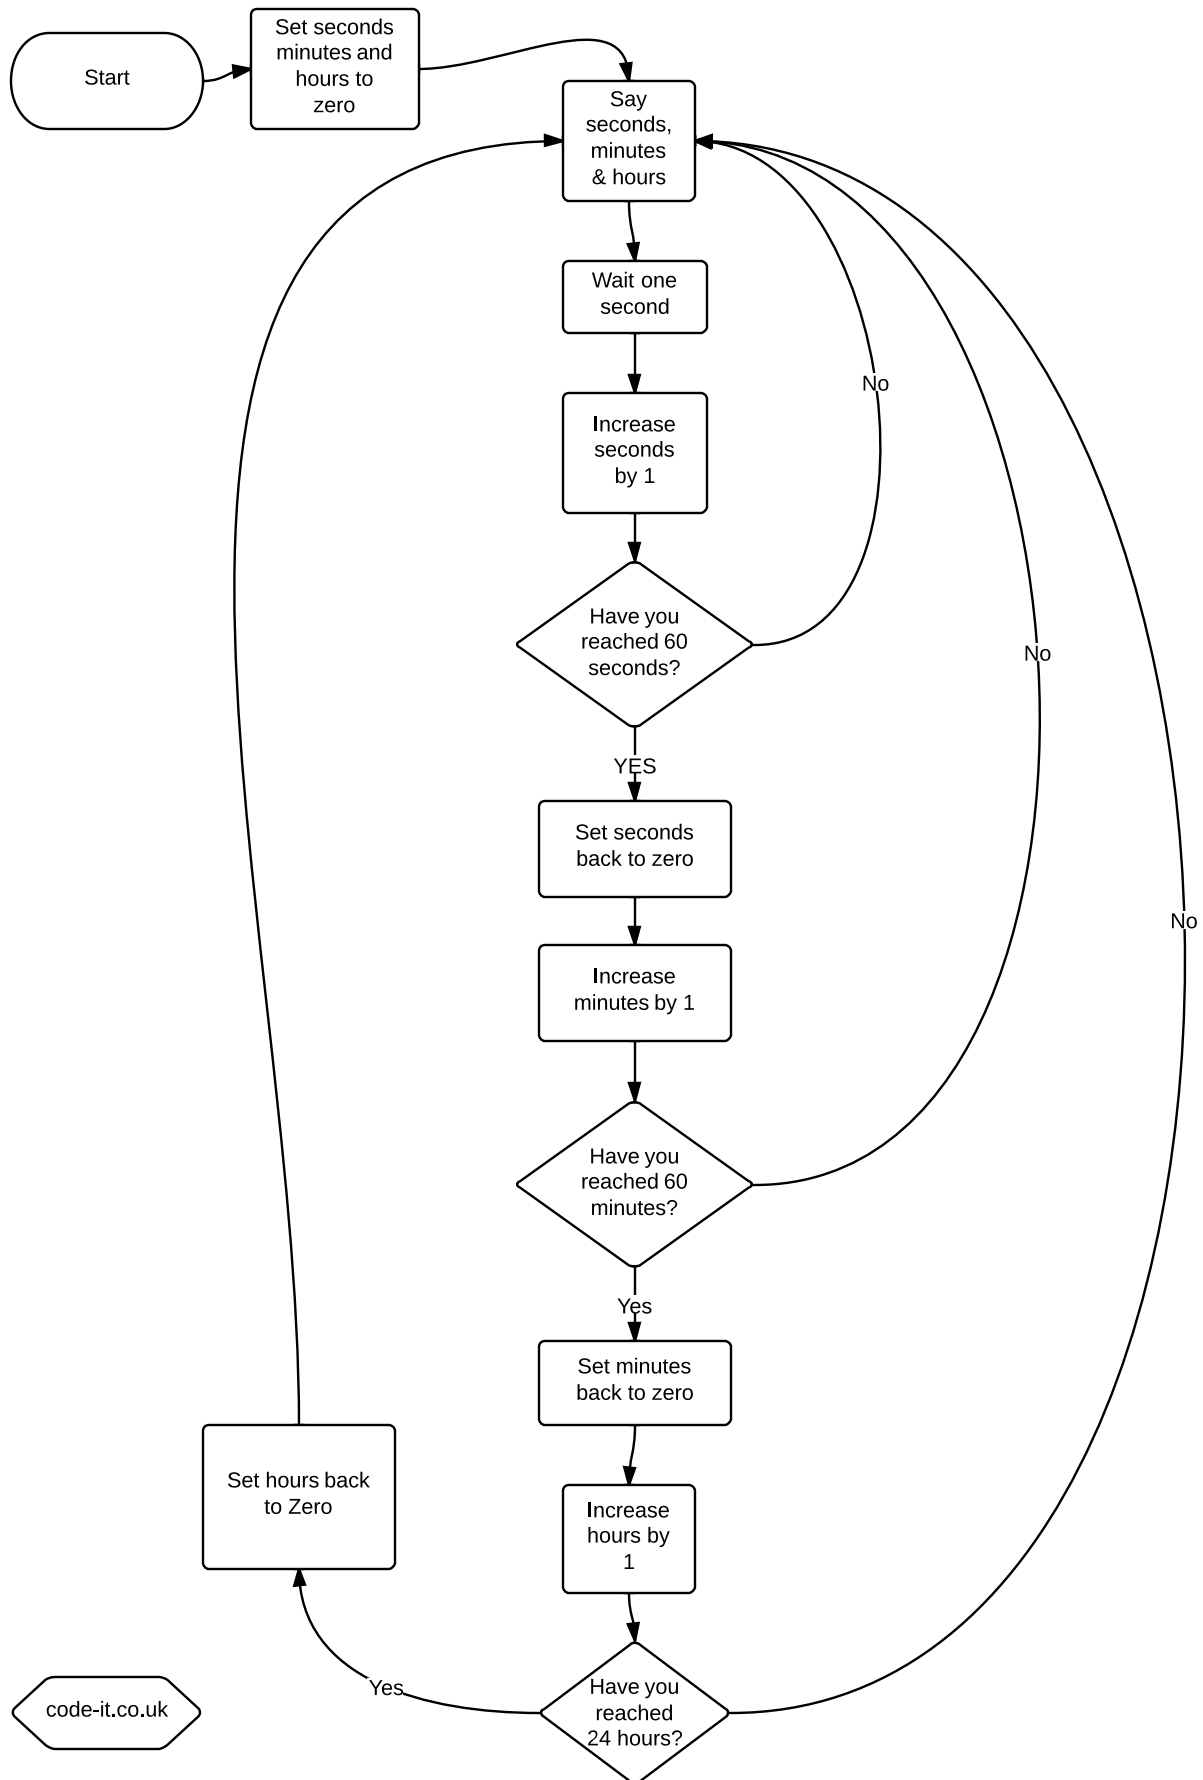 Start
Set seconds
minutes and
hours to
zero
Say
seconds,
minutes
& hours
Wait one
second
No
Increase
seconds
by 1
Have you
reached 60
seconds?
No
YES
Set seconds
back to zero
No
Increase
minutes by 1
Have you
reached 60
minutes?
Yes
Set minutes
back to zero
Set hours back
to Zero
Increase
hours by
1
Yes
Have you
reached
24 hours?
code-it.co.uk